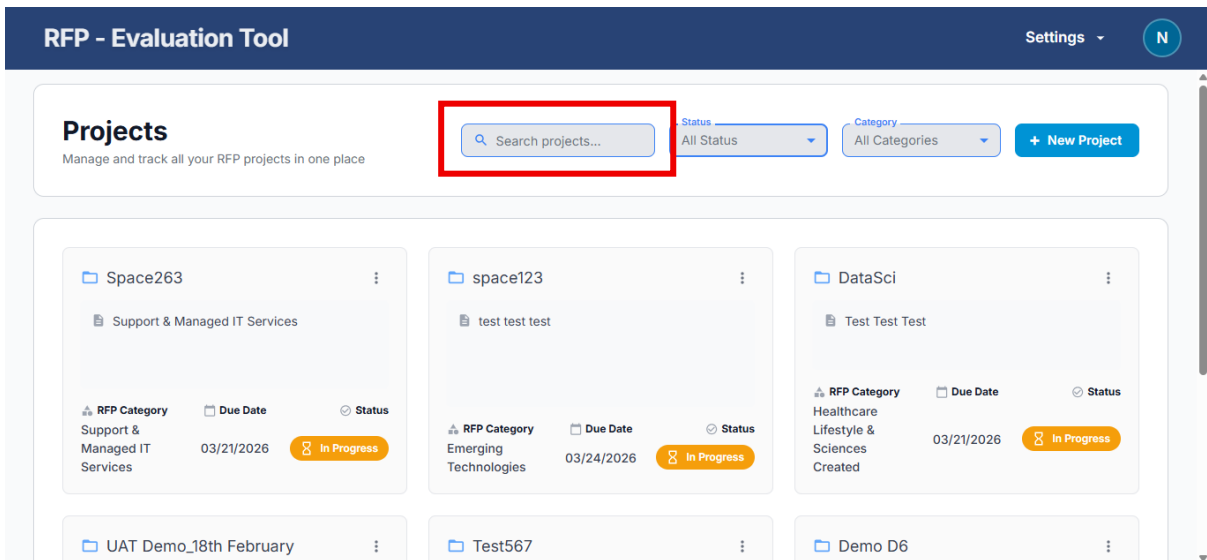 RFP - Evaluation Tool
Settings
N
Projects
Manage and track all your RFP projects in one place
Search projects...
Status
All Status
Category
All Categories
+ New Project
Space263
Support & Managed IT Services
RFP Category
Due Date
Status
Support &
Managed IT
Services
03/21/2026
In Progress
space123
test test test
RFP Category
Due Date
Status
Emerging
Technologies
03/24/2026
In Progress
DataSci
Test Test Test
RFP Category
Due Date
Status
Healthcare
Lifestyle &
Sciences
Created
03/21/2026
In Progress
UAT Demo_18th February
Test567
Demo D6